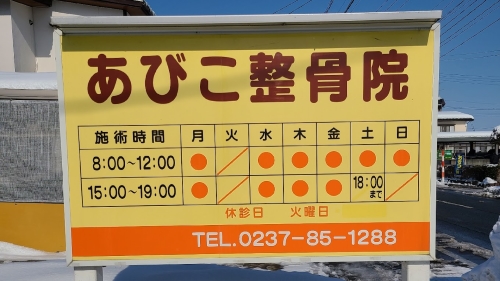 あびこ整骨院
施術時間 月 火 水 木 金 土 日
8:00～12:00 ● ／ ● ● ● ● ●
15:00～19:00 ● ／ ● ● ● 18:00まで ／
休診日 火曜日
TEL.0237-85-1288